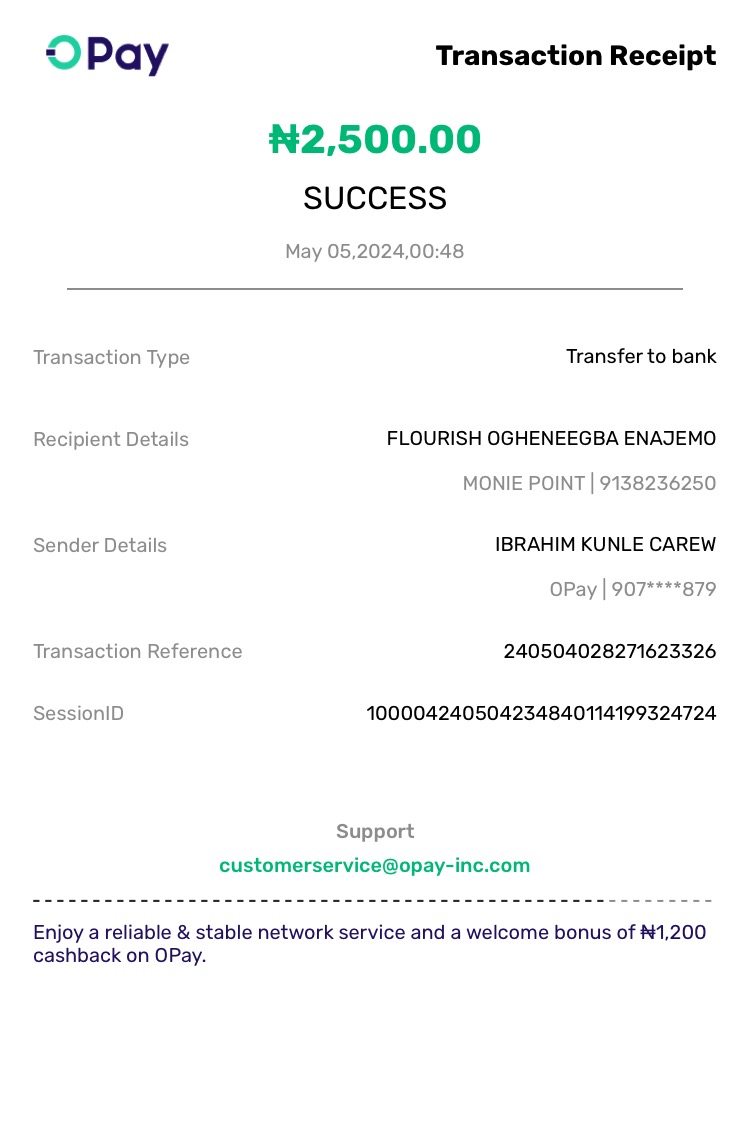 OPay
Transaction Receipt
₦2,500.00
SUCCESS
May 05,2024,00:48
Transaction Type
Transfer to bank
Recipient Details
FLOURISH OGHENEEGBA ENAJEMO
MONIE POINT | 9138236250
Sender Details
IBRAHIM KUNLE CAREW
OPay | 907****879
Transaction Reference
240504028271623326
SessionID
100004240504234840114199324724
Support
customerservice@opay-inc.com
Enjoy a reliable & stable network service and a welcome bonus of ₦1,200
cashback on OPay.